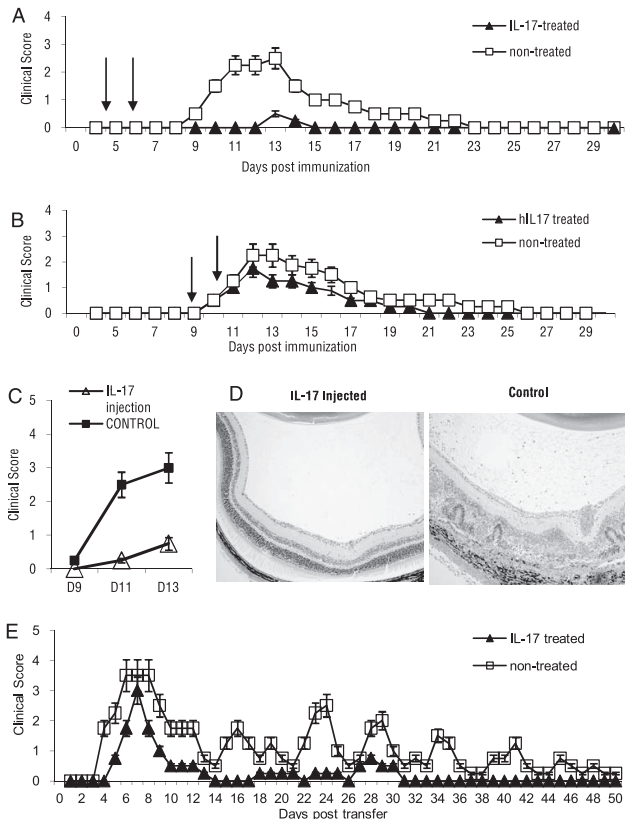 A
Clinical Score
4
3
2
1
0
IL-17-treated
non-treated
0 5 7 9 11 13 15 17 19 21 23 25 27 29
Days post immunization
B
Clinical Score
4
3
2
1
0
hIL17 treated
non-treated
0 5 7 9 11 13 15 17 19 21 23 25 27 29
Days post immunization
C
Clinical Score
5
4
3
2
1
0
IL-17
injection
CONTROL
D9 D11 D13
D
IL-17 Injected
Control
E
Clinical Score
5
4
3
2
1
0
IL-17 treated
non-treated
0 2 4 6 8 10 12 14 16 18 20 22 24 26 28 30 32 34 36 38 40 42 44 46 48 50
Days post transfer